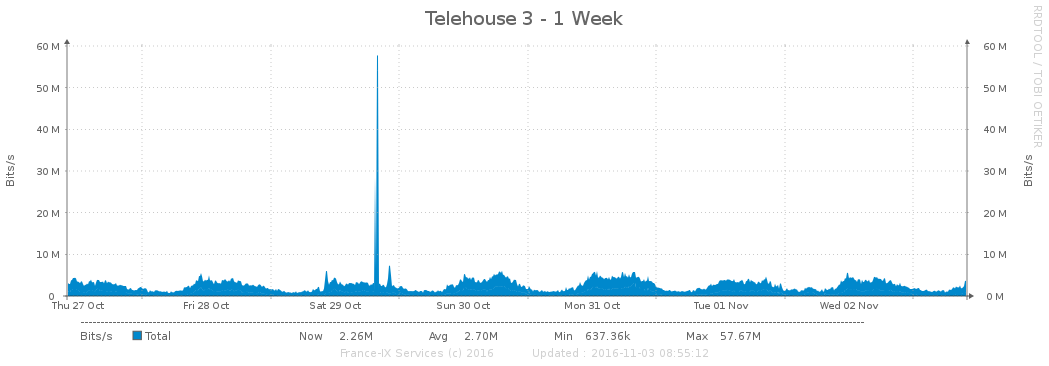 Telehouse 3 - 1 Week
RRDTOOL / TOBI OETIKER
Bits/s
60 M
50 M
40 M
30 M
20 M
10 M
0
60 M
50 M
40 M
30 M
20 M
10 M
0 M
Bits/s
Thu 27 Oct Fri 28 Oct Sat 29 Oct Sun 30 Oct Mon 31 Oct Tue 01 Nov Wed 02 Nov
Bits/s Total Now 2.26M Avg 2.70M Min 637.36k Max 57.67M
France-IX Services (c) 2016 Updated : 2016-11-03 08:55:12